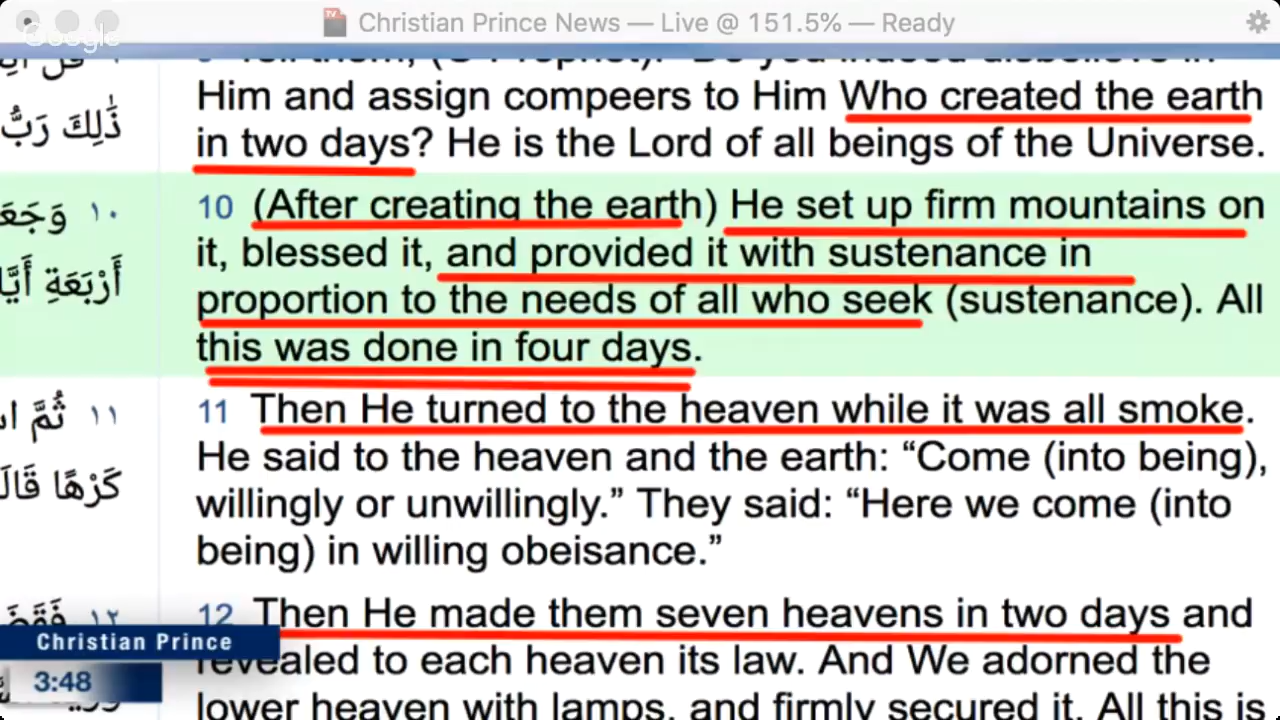 Christian Prince News — Live @ 151.5% — Ready
Google
Him and assign compeers to Him Who created the earth
ذَٰلِكَ رَبُّ
in two days? He is the Lord of all beings of the Universe.
10 (After creating the earth) He set up firm mountains on
١٠
it, blessed it, and provided it with sustenance in
أَرْبَعَةِ
proportion to the needs of all who seek (sustenance). All
this was done in four days.
11 Then He turned to the heaven while it was all smoke.
ثُمَّ ١١
He said to the heaven and the earth: “Come (into being),
كَرْهًا
willingly or unwillingly.” They said: “Here we come (into
being) in willing obeisance.”
12 Then He made them seven heavens in two days and
١٢
Christian Prince
revealed to each heaven its law. And We adorned the
3:48
lower heaven with lamps, and firmly secured it. All this is